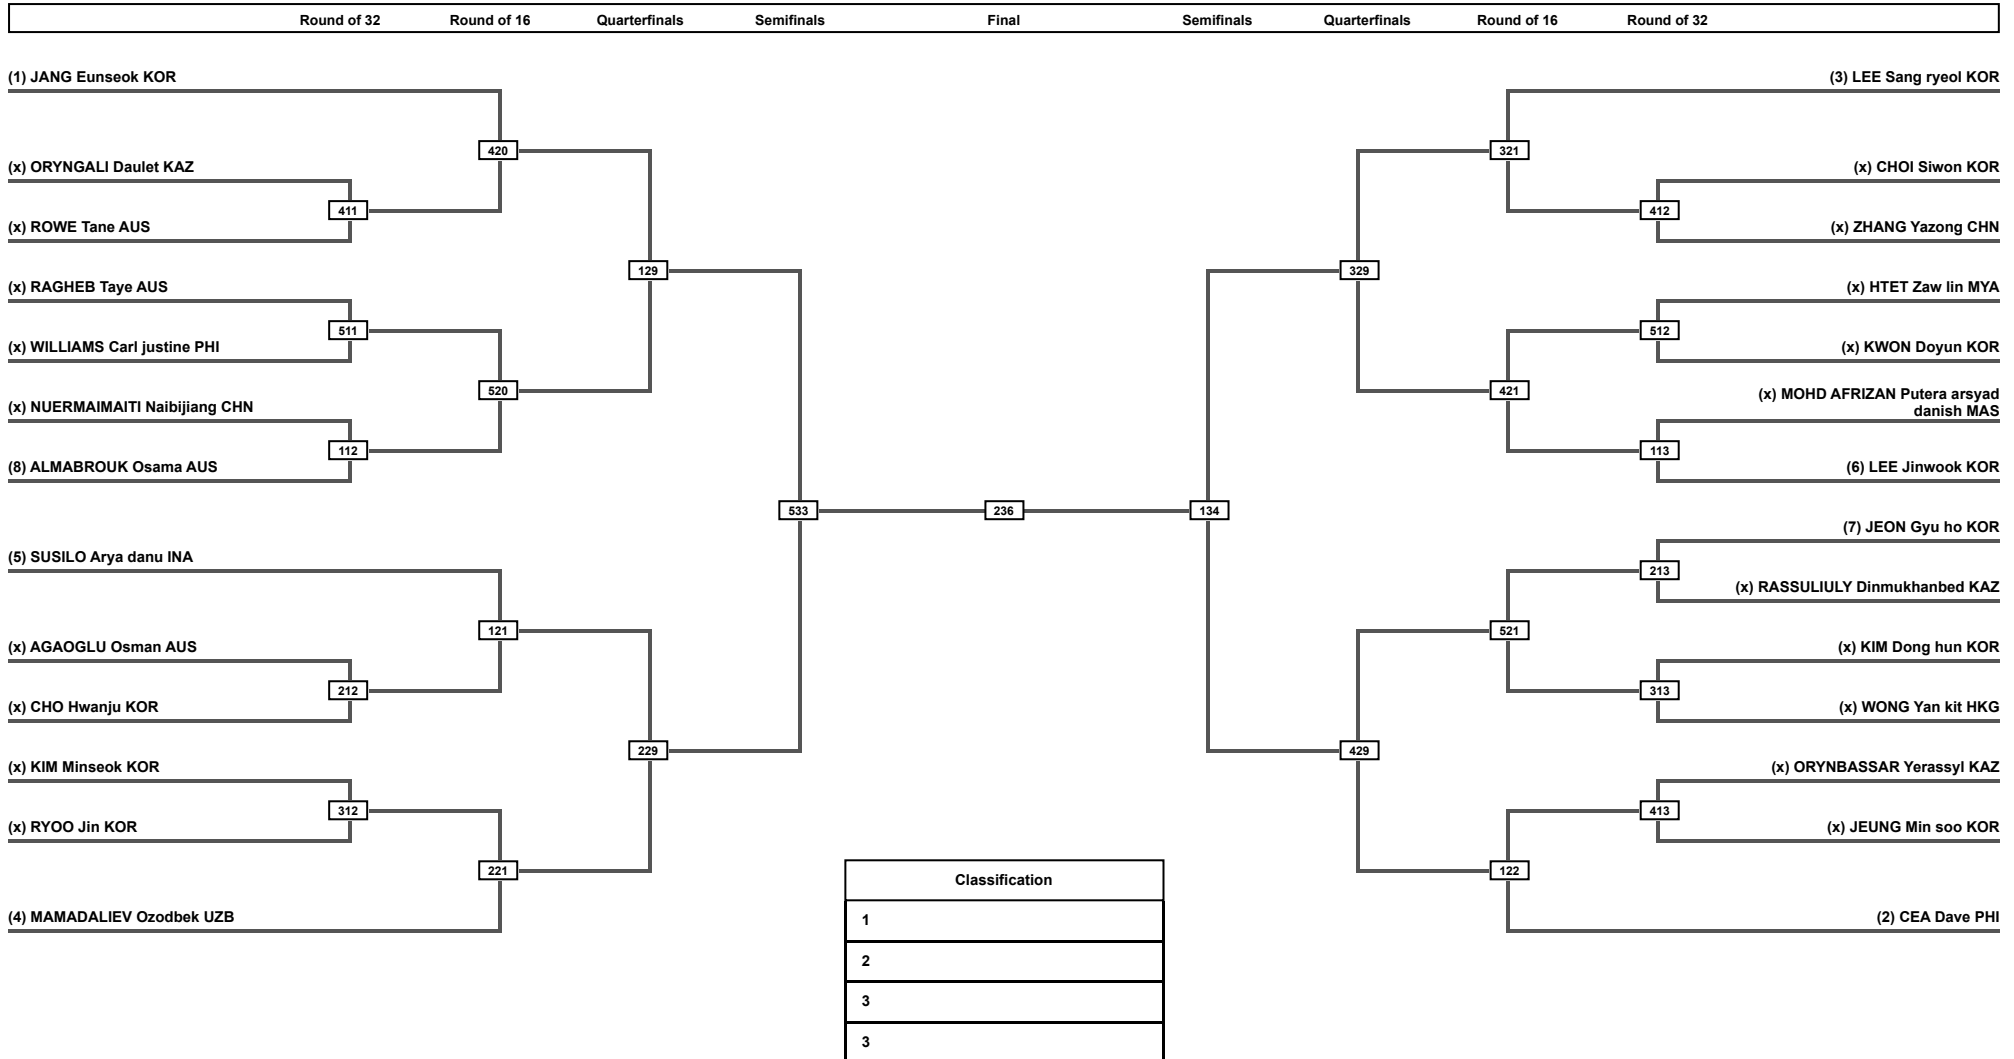 Round of 32 Round of 16 Quarterfinals Semifinals Final Semifinals Quarterfinals Round of 16 Round of 32
(1) JANG Eunseok KOR
(x) ORYNGALI Daulet KAZ
(x) ROWE Tane AUS
(x) RAGHEB Taye AUS
(x) WILLIAMS Carl justine PHI
(x) NUERMAIMAITI Naibijiang CHN
(8) ALMABROUK Osama AUS
(5) SUSILO Arya danu INA
(x) AGAOGLU Osman AUS
(x) CHO Hwanju KOR
(x) KIM Minseok KOR
(x) RYOO Jin KOR
(4) MAMADALIEV Ozodbek UZB
411
511
112
212
312
420
520
121
221
129
229
533
236
134
329
429
321
421
521
122
412
512
113
213
313
413
(3) LEE Sang ryeol KOR
(x) CHOI Siwon KOR
(x) ZHANG Yazong CHN
(x) HTET Zaw lin MYA
(x) KWON Doyun KOR
(x) MOHD AFRIZAN Putera arsyad
danish MAS
(6) LEE Jinwook KOR
(7) JEON Gyu ho KOR
(x) RASSULIULY Dinmukhanbed KAZ
(x) KIM Dong hun KOR
(x) WONG Yan kit HKG
(x) ORYNBASSAR Yerassyl KAZ
(x) JEUNG Min soo KOR
(2) CEA Dave PHI
Classification
1
2
3
3